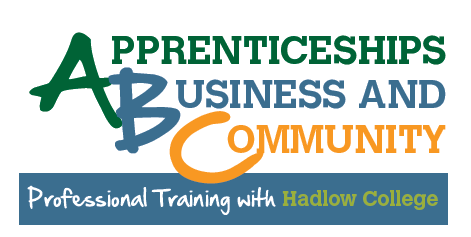 APPRENTICESHIPS
BUSINESS AND
COMMUNITY
Professional Training with Hadlow College